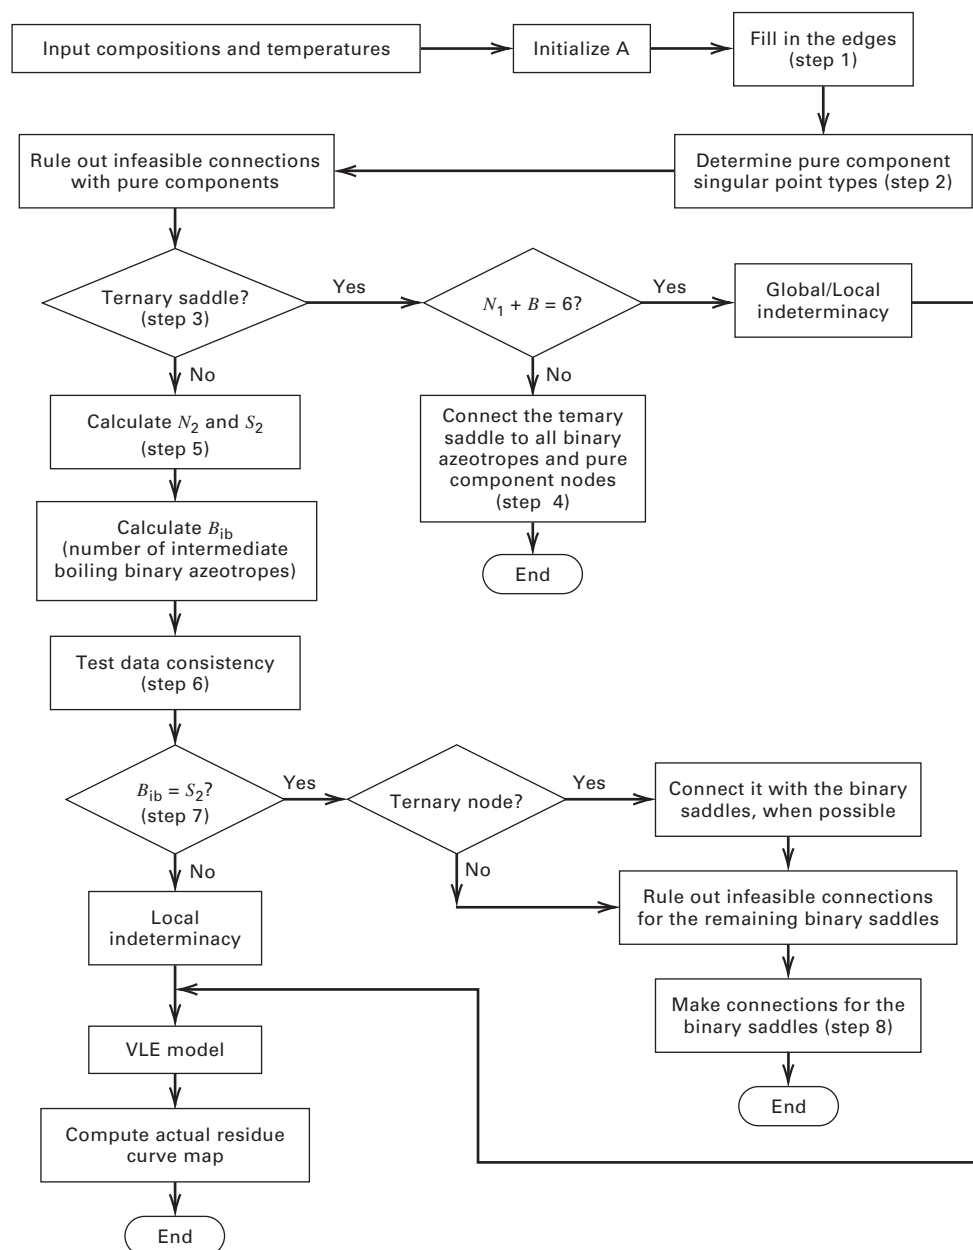 Input compositions and temperatures
Initialize A
Fill in the edges
(step 1)
Rule out infeasible connections
with pure components
Determine pure component
singular point types (step 2)
Ternary saddle?
(step 3)
Yes
N1 + B = 6?
Yes
Global/Local
indeterminacy
No
No
Calculate N2 and S2
(step 5)
Connect the temary
saddle to all binary
azeotropes and pure
component nodes
(step 4)
Calculate Bib
(number of intermediate
boiling binary azeotropes)
End
Test data consistency
(step 6)
Bib = S2?
(step 7)
Yes
Ternary node?
Yes
Connect it with the binary
saddles, when possible
No
No
Rule out infeasible connections
for the remaining binary saddles
Local
indeterminacy
Make connections for the
binary saddles (step 8)
VLE model
End
Compute actual residue
curve map
End